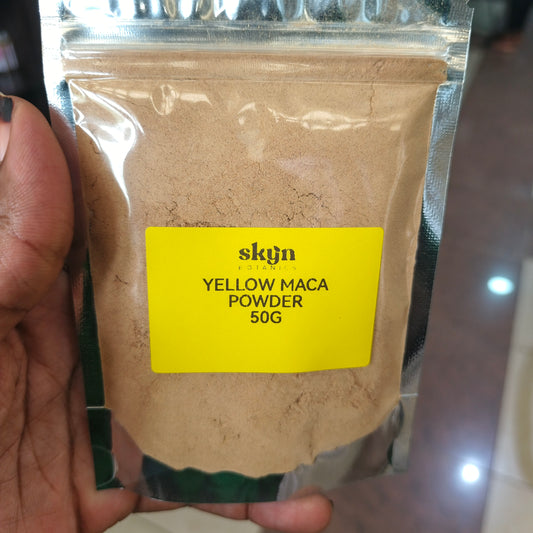 skyn
BOTANICS
YELLOW MACA
POWDER
50G